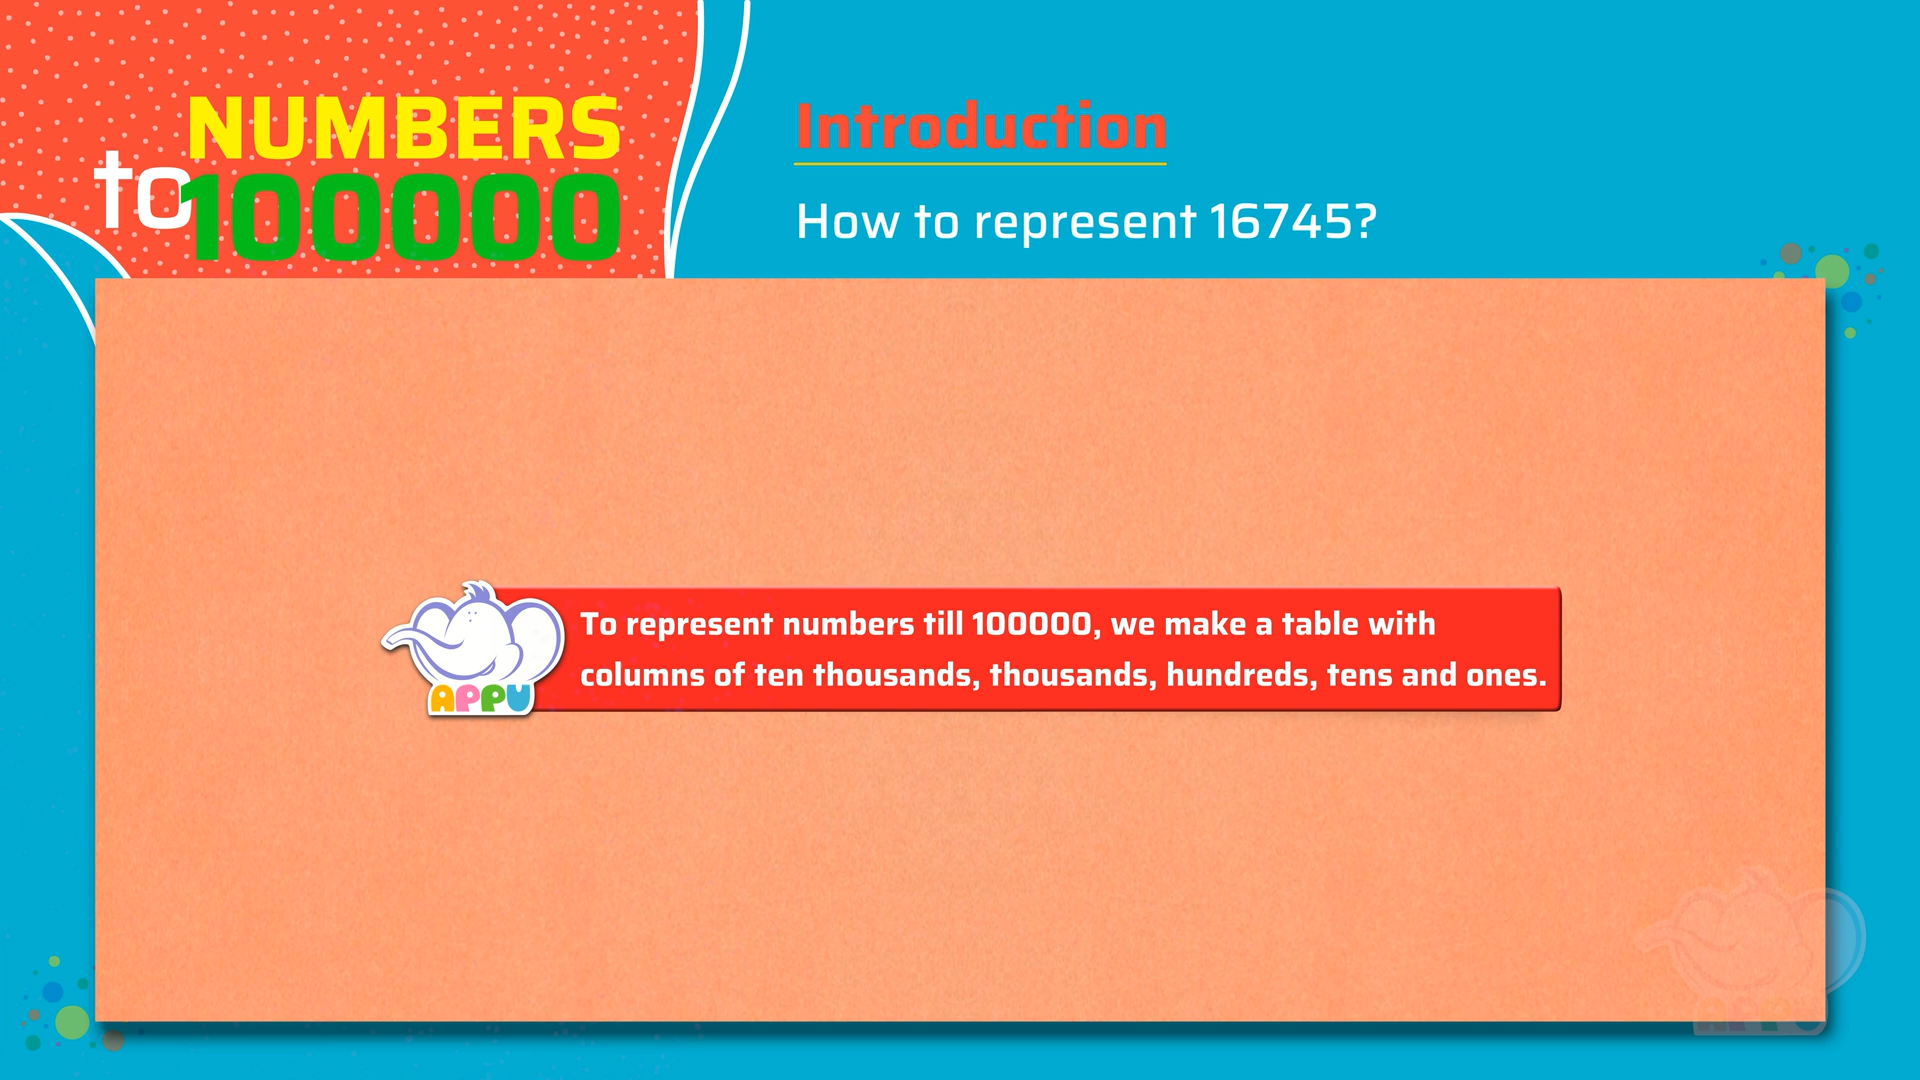 NUMBERS
to 100000
Introduction
How to represent 16745?
To represent numbers till 100000, we make a table with
columns of ten thousands, thousands, hundreds, tens and ones.
APPU
APPU